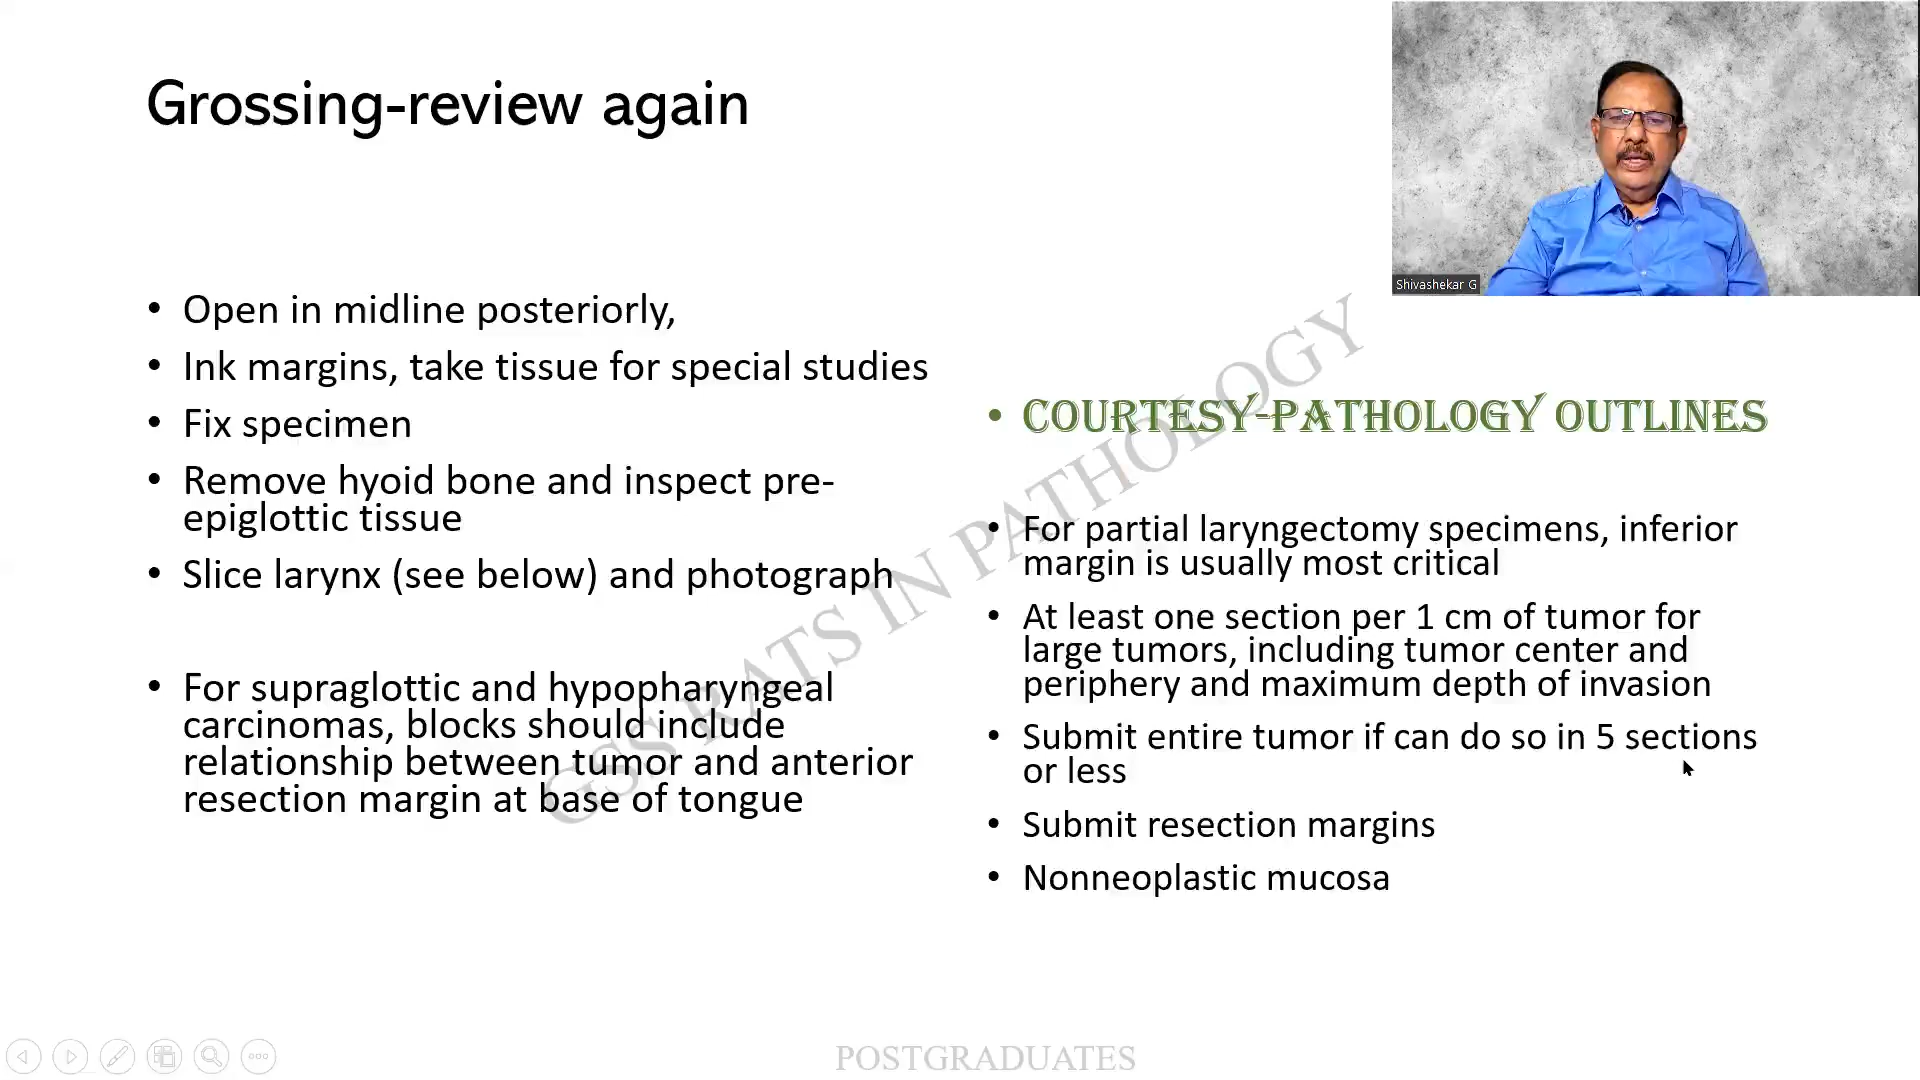 Grossing-review again
Shivashekar G
• Open in midline posteriorly,
• Ink margins, take tissue for special studies
• Fix specimen
• Remove hyoid bone and inspect pre-
epiglottic tissue
• Slice larynx (see below) and photograph
• For supraglottic and hypopharyngeal
carcinomas, blocks should include
relationship between tumor and anterior
resection margin at base of tongue
• COURTESY-PATHOLOGY OUTLINES
• For partial laryngectomy specimens, inferior
margin is usually most critical
• At least one section per 1 cm of tumor for
large tumors, including tumor center and
periphery and maximum depth of invasion
• Submit entire tumor if can do so in 5 sections
or less
• Submit resection margins
• Nonneoplastic mucosa
GSS RATS IN PATHOLOGY
POSTGRADUATES